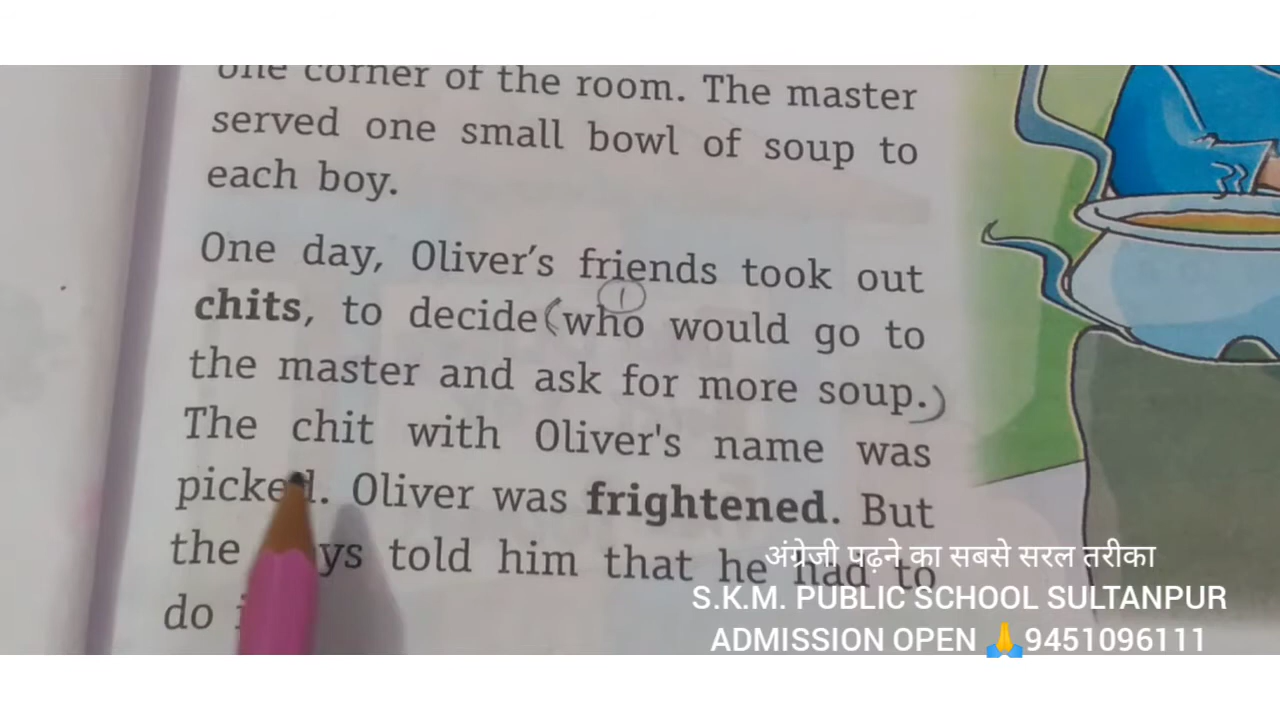 one corner of the room. The master
served one small bowl of soup to
each boy.
One day, Oliver's friends took out
chits, to decide (who would go to
the master and ask for more soup.)
The chit with Oliver's name was
picked. Oliver was frightened. But
the ys told him that he had to
do
1
अंग्रेजी पढ़ने का सबसे सरल तरीका
S.K.M. PUBLIC SCHOOL SULTANPUR
ADMISSION OPEN 🙏9451096111